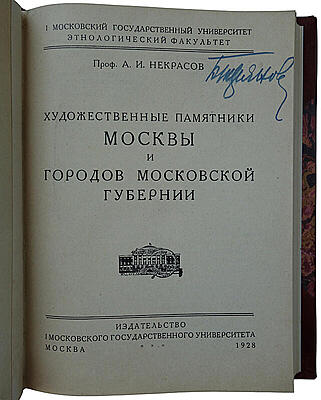 I МОСКОВСКИЙ ГОСУДАРСТВЕННЫЙ УНИВЕРСИТЕТ
ЭТНОЛОГИЧЕСКИЙ ФАКУЛЬТЕТ
Проф. А. И. НЕКРАСОВ
ХУДОЖЕСТВЕННЫЕ ПАМЯТНИКИ
МОСКВЫ
И
ГОРОДОВ МОСКОВСКОЙ
ГУБЕРНИИ
ИЗДАТЕЛЬСТВО
I МОСКОВСКОГО ГОСУДАРСТВЕННОГО УНИВЕРСИТЕТА
МОСКВА * * * 1928